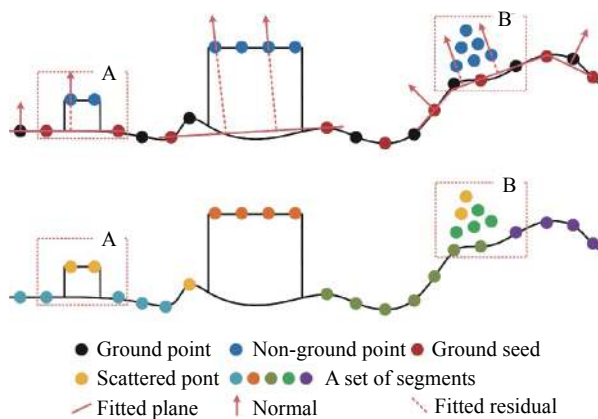 A
B
A
B
Ground point Non-ground point Ground seed
Scattered pont A set of segments
Fitted plane Normal Fitted residual